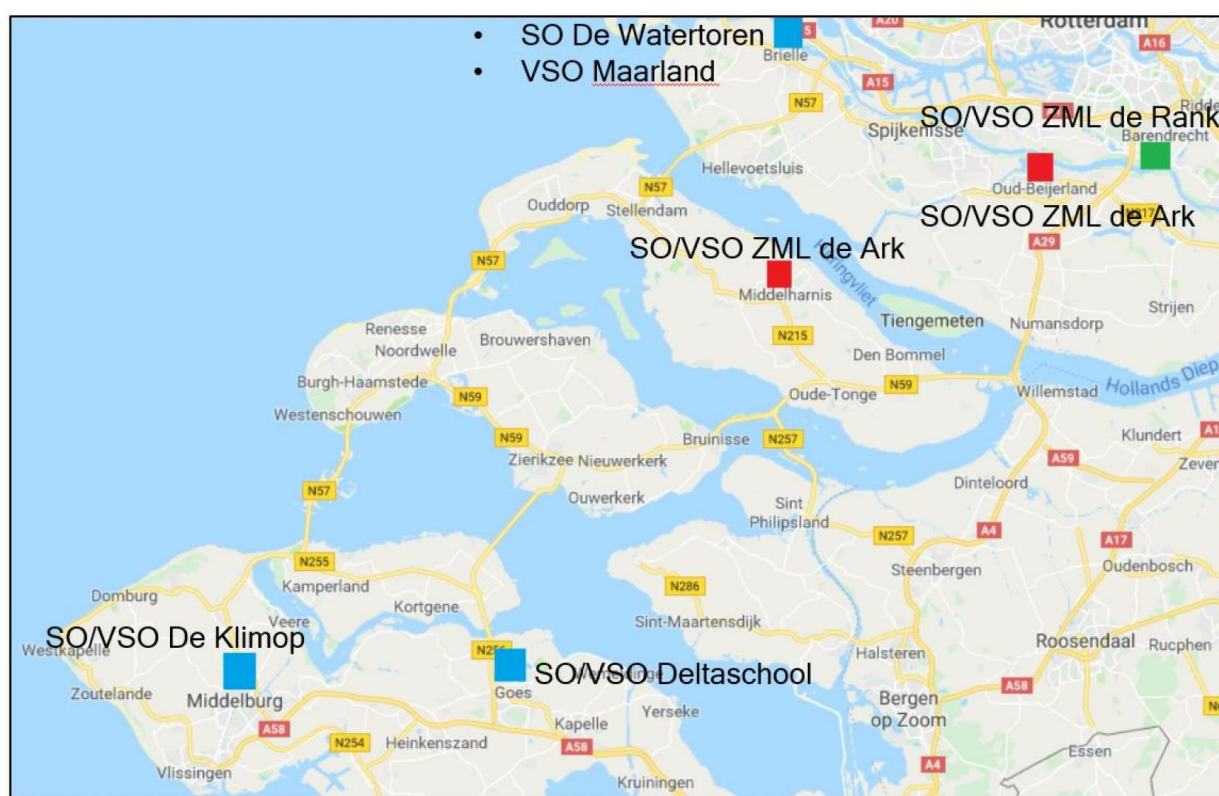 • SO De Watertoren
• VSO Maarland
A20
Rotterdam
A16
Brielle
A15
N57
SO/VSO ZML de Rank
Spijkenisse
Barendrecht
Hellevoetsluis
N57
Ouddorp
Stellendam
Oud-Beijerland
SO/VSO ZML de Ark
A29
SO/VSO ZML de Ark
N57
Haringvliet
Middelharnis
Tiengemeten
Strijen
Numansdorp
Renesse
Noordwelle
Brouwershaven
N215
Den Bommel
Burgh-Haamstede
N59
N59
Oude-Tonge
Willemstad
Hollands Diep
Westenschouwen
N59
Bruinisse
N257
Klundert
Zierikzee
Nieuwerkerk
A59
N57
Ouwerkerk
Sint
Philipsland
Dinteloord
A4
N257
A17
N255
Kamperland
Steenbergen
Oudenbosch
Domburg
Kortgene
N286
Veere
Sint-Maartensdijk
SO/VSO De Klimop
Westkapelle
Roosendaal
Rucphen
Halsteren
N256
SO/VSO Deltaschool
Zoutelande
Middelburg
Goes
A58
Bergen
op Zoom
A58
Kapelle
Yerseke
N254
Heinkenszand
A58
Essen
Vlissingen
Kruiningen
A4